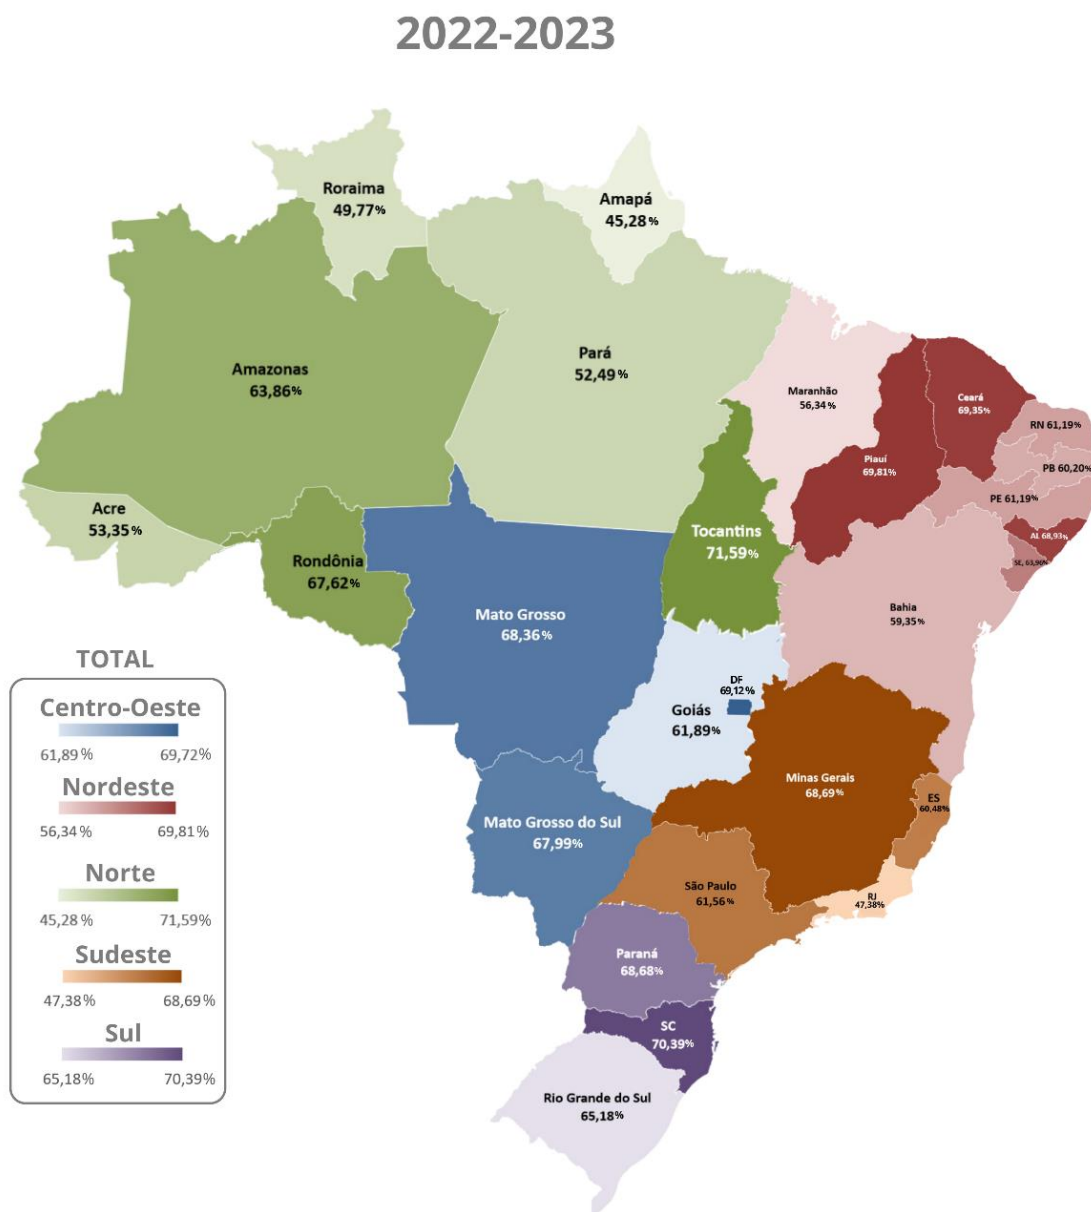 2022-2023
Roraima
49,77%
Amapá
45,28%
Amazonas
63,86%
Pará
52,49%
Maranhão
56,34%
Ceará
69,35%
Piauí
69,81%
RN 61,19%
PB 60,20%
PE 61,19%
AL 68,93%
SE, 63,96%
Acre
53,35%
Rondônia
67,62%
Tocantins
71,59%
Mato Grosso
68,36%
Bahia
59,35%
DF
69,12%
Goiás
61,89%
Minas Gerais
68,69%
ES
60,48%
Mato Grosso do Sul
67,99%
São Paulo
61,56%
RJ
47,38%
Paraná
68,68%
SC
70,39%
Rio Grande do Sul
65,18%
TOTAL
Centro-Oeste
61,89% 69,72%
Nordeste
56,34% 69,81%
Norte
45,28% 71,59%
Sudeste
47,38% 68,69%
Sul
65,18% 70,39%